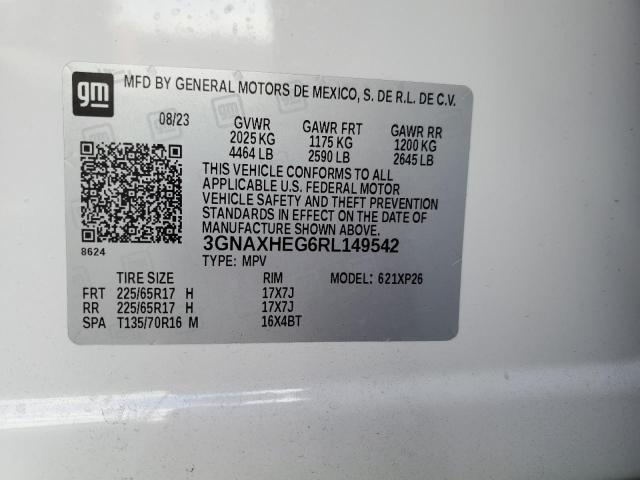 gm MFD BY GENERAL MOTORS DE MEXICO, S. DE R.L. DE C.V.
08/23 GVWR GAWR FRT GAWR RR
2025 KG 1175 KG 1200 KG
4464 LB 2590 LB 2645 LB
THIS VEHICLE CONFORMS TO ALL
APPLICABLE U.S. FEDERAL MOTOR
VEHICLE SAFETY AND THEFT PREVENTION
STANDARDS IN EFFECT ON THE DATE OF
MANUFACTURE SHOWN ABOVE.
3GNAXHEG6RL149542
8624 TYPE: MPV
TIRE SIZE RIM MODEL: 621XP26
FRT 225/65R17 H 17X7J
RR 225/65R17 H 17X7J
SPA T135/70R16 M 16X4BT